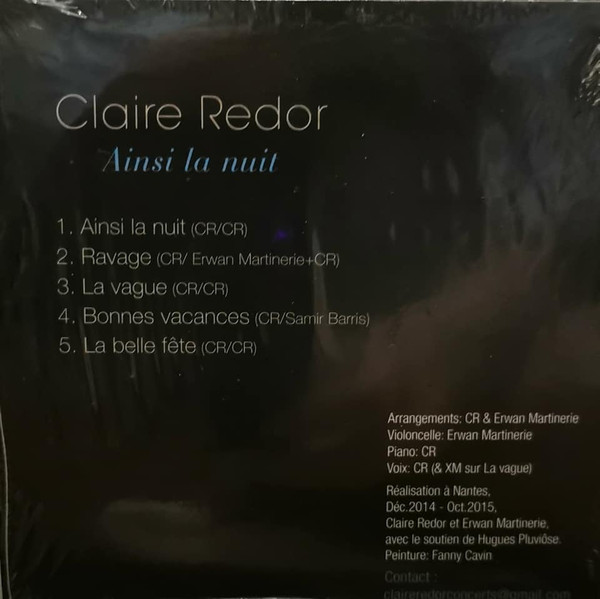 Claire Redor
Ainsi la nuit
1. Ainsi la nuit (CR/CR)
2. Ravage (CR/ Erwan Martinerie+CR)
3. La vague (CR/CR)
4. Bonnes vacances (CR/Samir Barris)
5. La belle fête (CR/CR)
Arrangements: CR & Erwan Martinerie
Violoncelle: Erwan Martinerie
Piano: CR
Voix: CR (& XM sur La vague)
Réalisation à Nantes,
Déc.2014 - Oct.2015,
Claire Redor et Erwan Martinerie,
avec le soutien de Hugues Pluviôse.
Peinture: Fanny Cavin
Contact :
claireredorconcerts@gmail.com